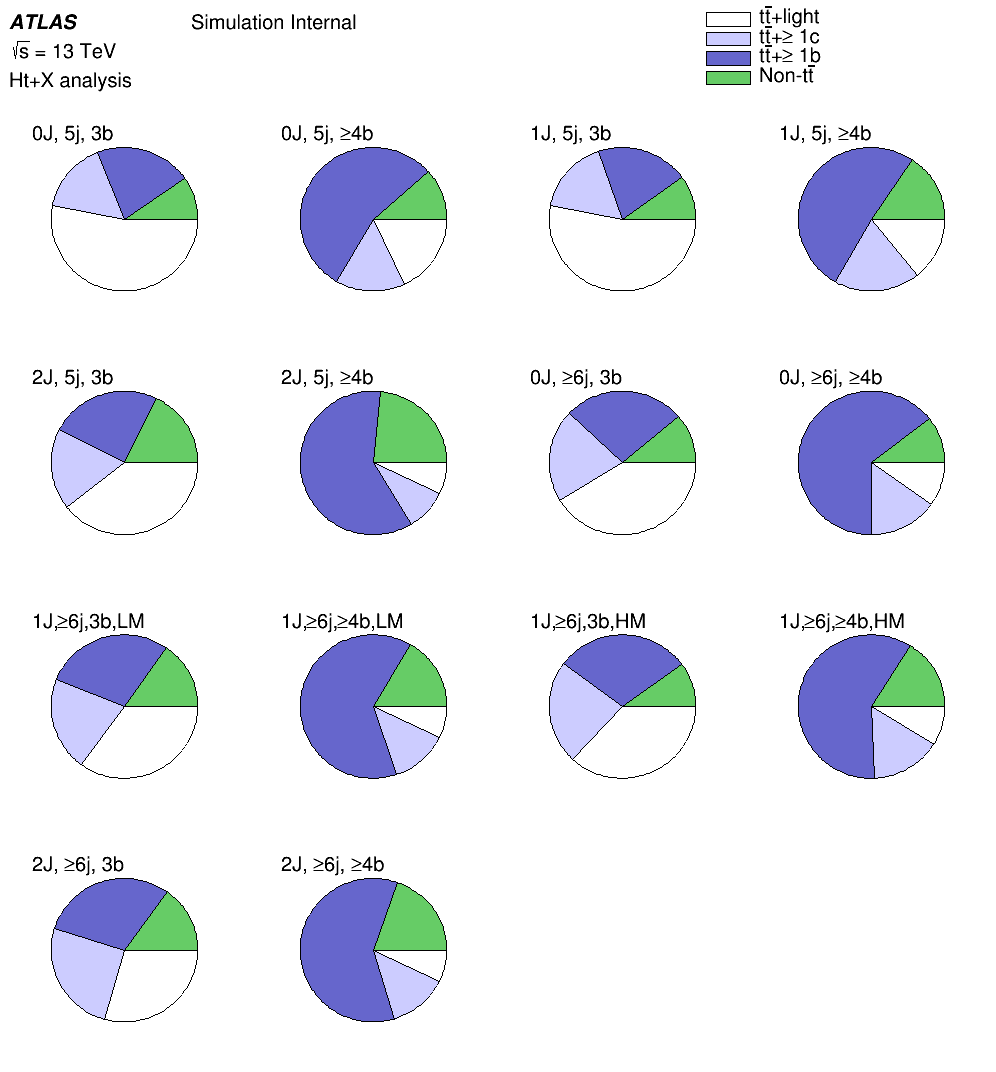 ATLAS Simulation Internal
√s = 13 TeV
Ht+X analysis
tt̄+light
tt̄+≥ 1c
tt̄+≥ 1b
Non-tt̄
0J, 5j, 3b
0J, 5j, ≥4b
1J, 5j, 3b
1J, 5j, ≥4b
2J, 5j, 3b
2J, 5j, ≥4b
0J, ≥6j, 3b
0J, ≥6j, ≥4b
1J,≥6j,3b,LM
1J,≥6j,≥4b,LM
1J,≥6j,3b,HM
1J,≥6j,≥4b,HM
2J, ≥6j, 3b
2J, ≥6j, ≥4b